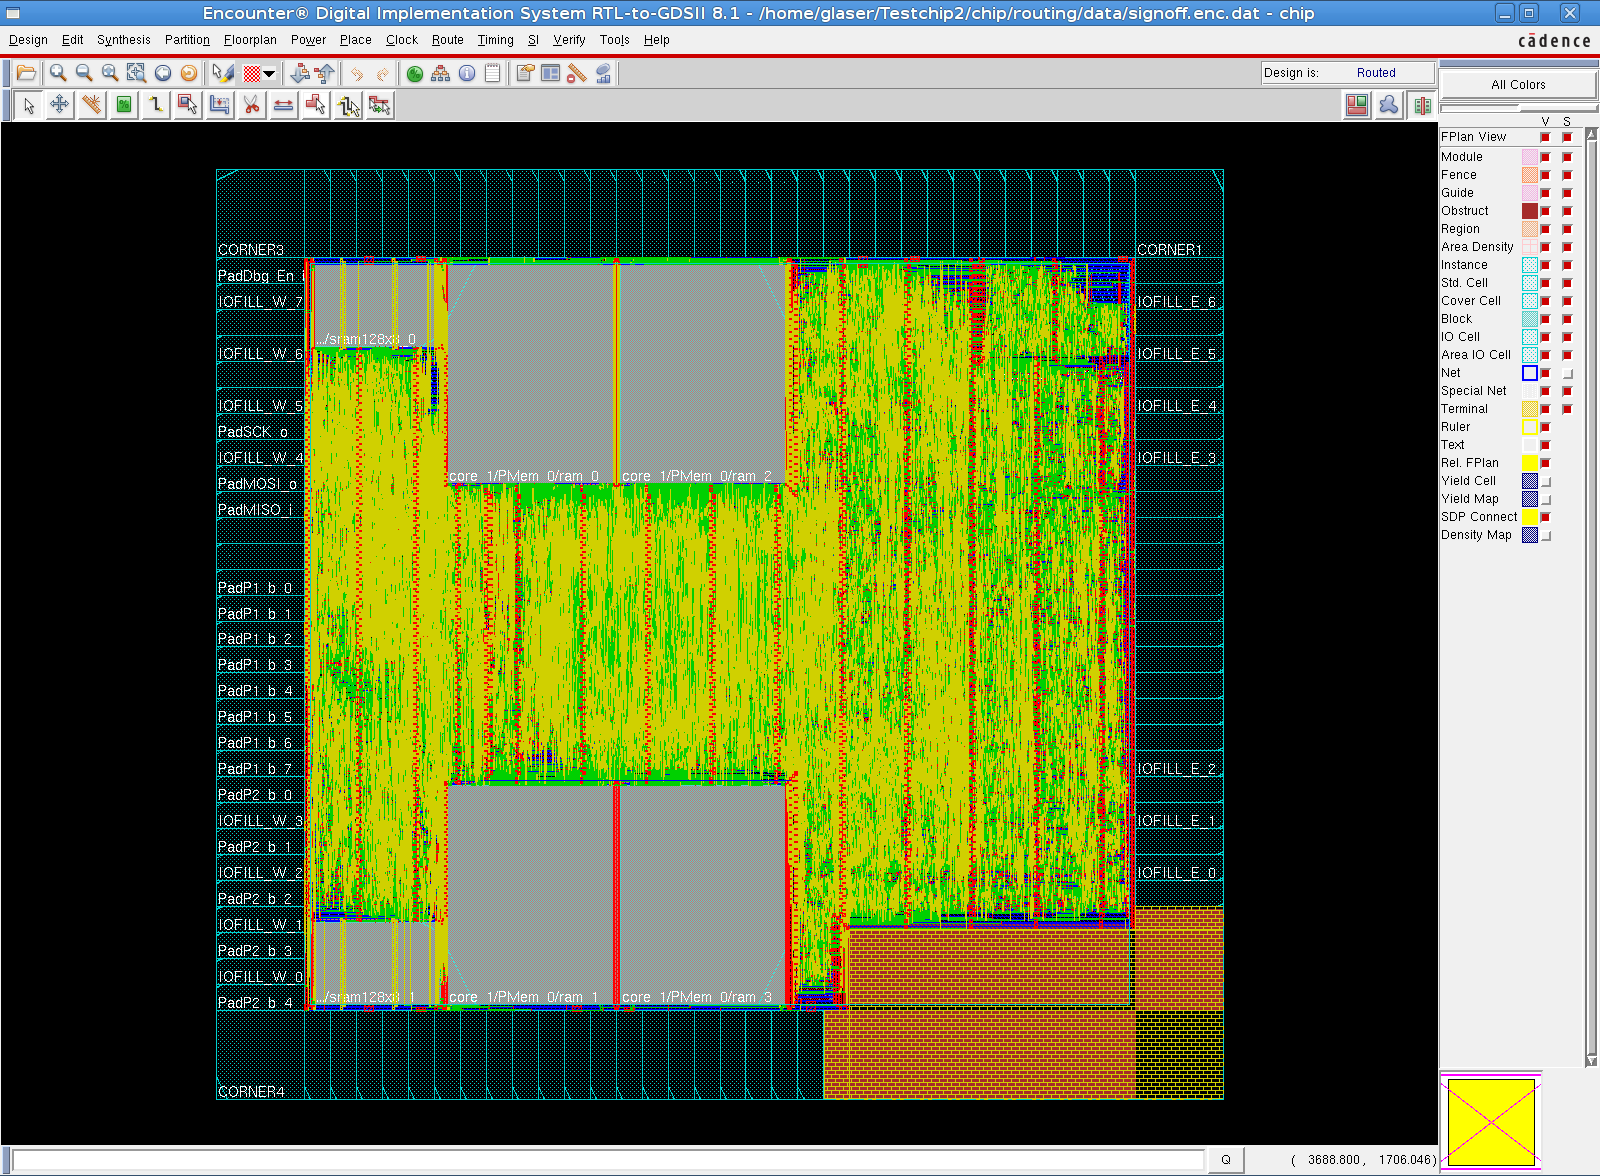 Encounter® Digital Implementation System RTL-to-GDSII 8.1 - /home/glaser/Testchip2/chip/routing/data/signoff.enc.dat - chip
Design Edit Synthesis Partition Floorplan Power Place Clock Route Timing SI Verify Tools Help
cādence
Design is: Routed
All Colors
V S
FPlan View
Module
Fence
Guide
Obstruct
Region
Area Density
Instance
Std. Cell
Cover Cell
Block
IO Cell
Area IO Cell
Net
Special Net
Terminal
Ruler
Text
Rel. FPlan
Yield Cell
Yield Map
SDP Connect
Density Map
CORNER3
CORNER1
PadDbg_En_
IOFILL_W_7
IOFILL_E_6
../sram128x8_0
IOFILL_W_6
IOFILL_E_5
IOFILL_W_5
IOFILL_E_4
PadSCK_o
IOFILL_W_4
IOFILL_E_3
core_1/PMem_0/ram_0 core_1/PMem_0/ram_2
PadMOSI_o
PadMISO_i
PadP1_b_0
PadP1_b_1
PadP1_b_2
PadP1_b_3
PadP1_b_4
PadP1_b_5
PadP1_b_6
PadP1_b_7
IOFILL_E_2
PadP2_b_0
IOFILL_W_3
IOFILL_E_1
PadP2_b_1
IOFILL_W_2
IOFILL_E_0
PadP2_b_2
IOFILL_W_1
PadP2_b_3
IOFILL_W_0
PadP2_b_4
../sram128x8_1
core_1/PMem_0/ram_1 core_1/PMem_0/ram_3
CORNER4
Q
( 3688.800, 1706.046)